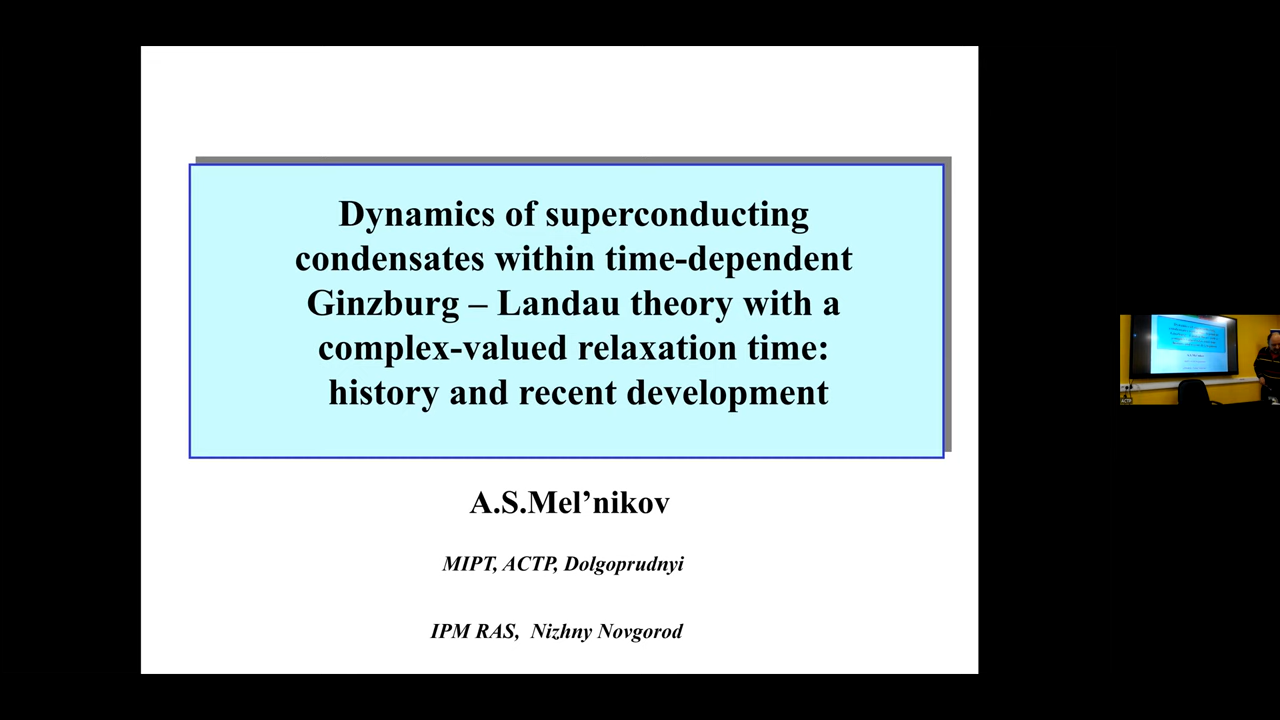 Dynamics of superconducting
condensates within time-dependent
Ginzburg – Landau theory with a
complex-valued relaxation time:
history and recent development
A.S.Mel’nikov
MIPT, ACTP, Dolgoprudnyi
IPM RAS, Nizhny Novgorod
ACTP